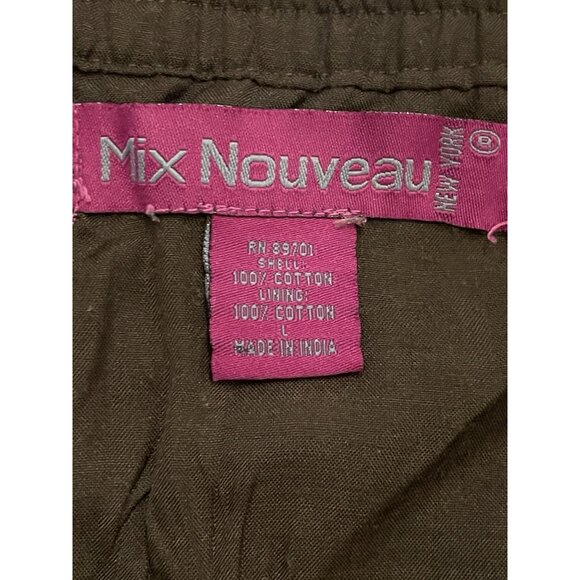 Mix Nouveau NEW YORK ®
RN 89701
SHELL:
100% COTTON
LINING:
100% COTTON
L
MADE IN INDIA